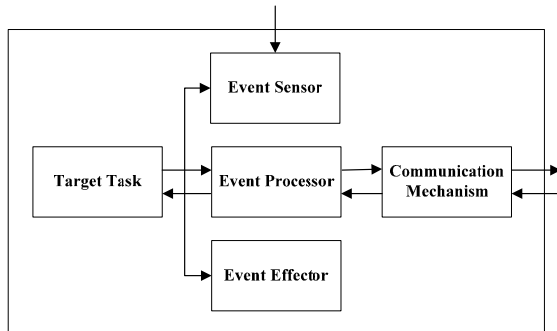 Event Sensor
Target Task
Event Processor
Communication
Mechanism
Event Effector